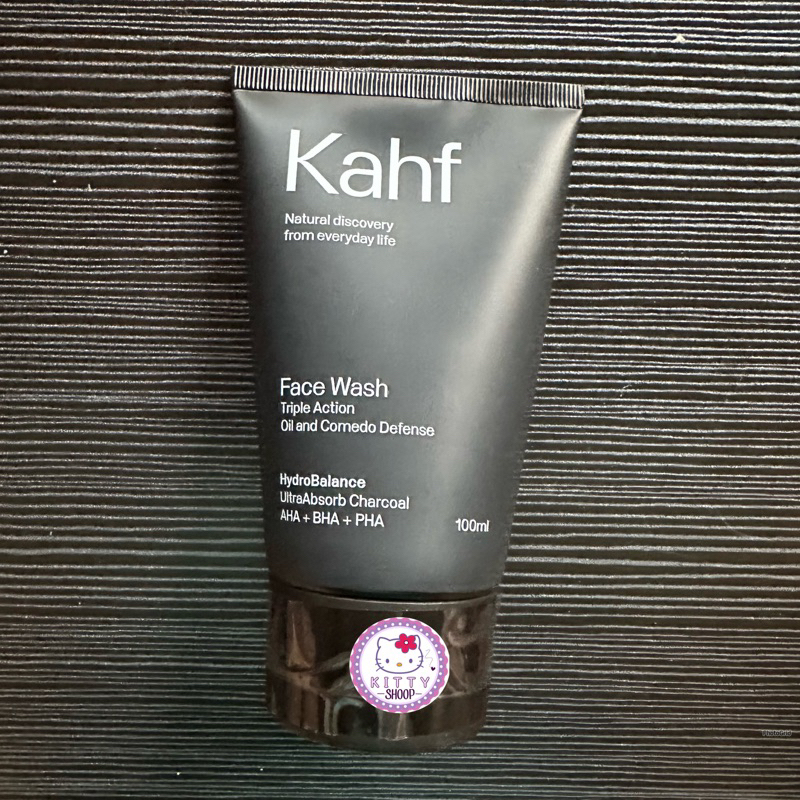 Kahf
Natural discovery
from everyday life
Face Wash
Triple Action
Oil and Comedo Defense
HydroBalance
UltraAbsorb Charcoal
AHA + BHA + PHA
100ml
KITTY
SHOOP